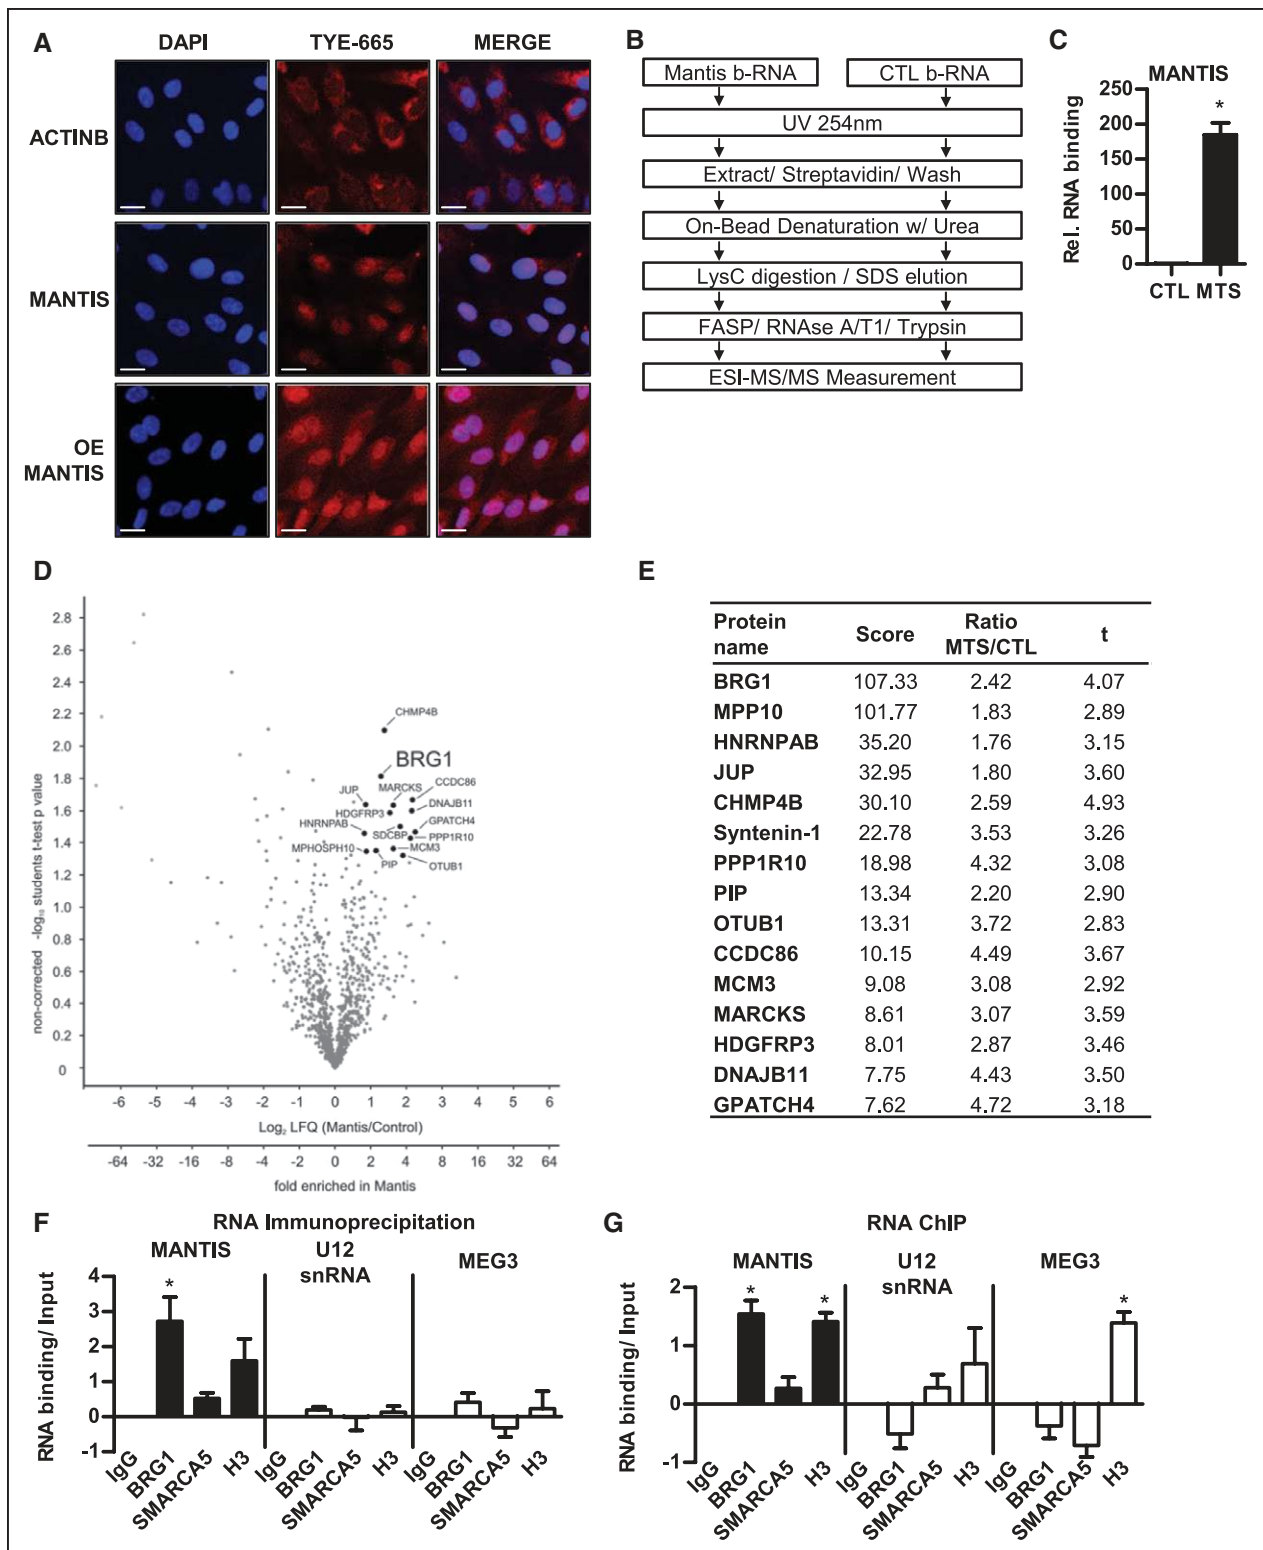 A
DAPI
TYE-665
MERGE
ACTINB
MANTIS
OE
MANTIS
B
Mantis b-RNA
CTL b-RNA
UV 254nm
Extract/ Streptavidin/ Wash
On-Bead Denaturation w/ Urea
LysC digestion / SDS elution
FASP/ RNAse A/T1/ Trypsin
ESI-MS/MS Measurement
C
MANTIS
Rel. RNA binding
250
200
150
100
50
0
*
CTL MTS
D
non-corrected -log₁₀ students t-test p value
2.8
2.6
2.4
2.2
2.0
1.8
1.6
1.4
1.2
1.0
0.8
0.6
0.4
0.2
0
CHMP4B
BRG1
JUP
MARCKS
CCDC86
HDGFRP3
DNAJB11
HNRNPAB
SDCBP
GPATCH4
PPP1R10
MPHOSPH10
PIP
MCM3
OTUB1
-6 -5 -4 -3 -2 -1 0 1 2 3 4 5 6
Log₂ LFQ (Mantis/Control)
-64 -32 -16 -8 -4 -2 0 2 4 8 16 32 64
fold enriched in Mantis
E
Protein name Score Ratio MTS/CTL t
BRG1 107.33 2.42 4.07
MPP10 101.77 1.83 2.89
HNRNPAB 35.20 1.76 3.15
JUP 32.95 1.80 3.60
CHMP4B 30.10 2.59 4.93
Syntenin-1 22.78 3.53 3.26
PPP1R10 18.98 4.32 3.08
PIP 13.34 2.20 2.90
OTUB1 13.31 3.72 2.83
CCDC86 10.15 4.49 3.67
MCM3 9.08 3.08 2.92
MARCKS 8.61 3.07 3.59
HDGFRP3 8.01 2.87 3.46
DNAJB11 7.75 4.43 3.50
GPATCH4 7.62 4.72 3.18
F
RNA Immunoprecipitation
MANTIS
U12
snRNA
MEG3
RNA binding/ Input
4
3
2
1
0
-1
*
IgG BRG1 SMARCA5 H3 IgG BRG1 SMARCA5 H3 IgG BRG1 SMARCA5 H3
G
RNA ChIP
MANTIS
U12
snRNA
MEG3
RNA binding/ Input
2
1
0
-1
* * *
IgG BRG1 SMARCA5 H3 IgG BRG1 SMARCA5 H3 IgG BRG1 SMARCA5 H3